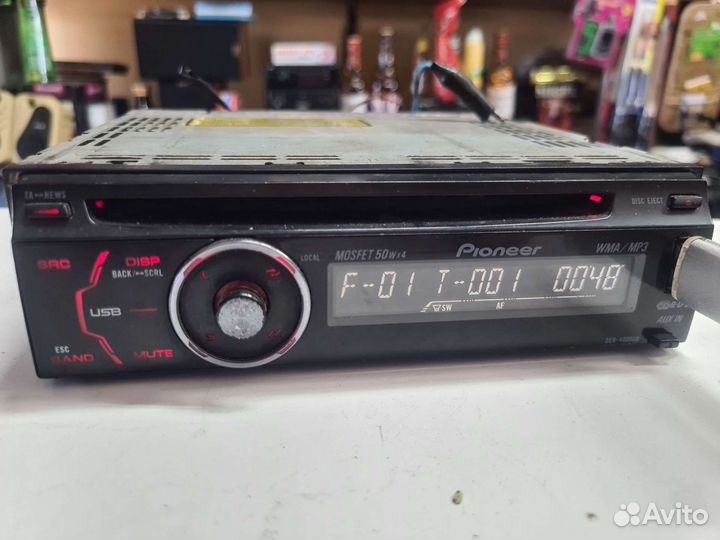 TA NEWS
DISC EJECT
SRC DISP
BACK/ SCRL
LOCAL
MOSFET 50W x 4
Pioneer
WMA/MP3
F-01 T-001 0048
SW AF
USB
ESC
BAND MUTE
AUX IN
Avito